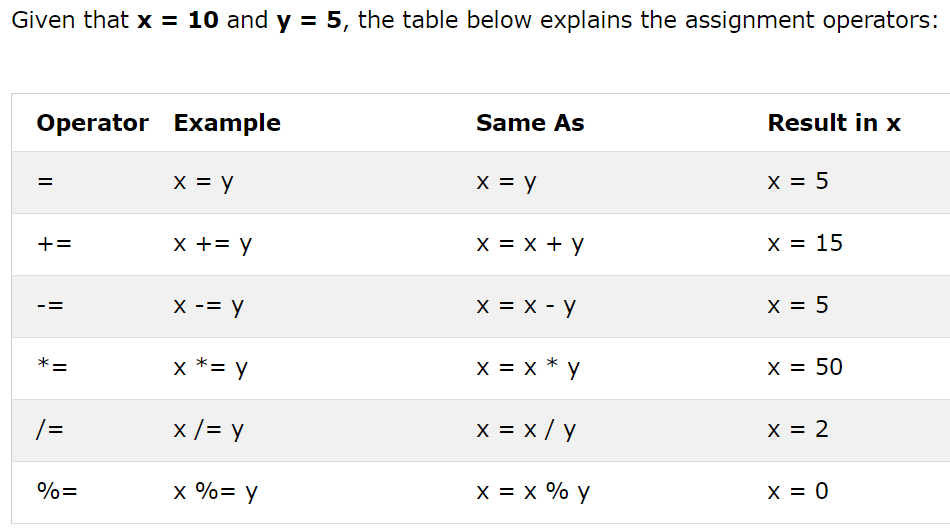 Given that x = 10 and y = 5, the table below explains the assignment operators:
Operator Example Same As Result in x
= x = y x = y x = 5
+= x += y x = x + y x = 15
-= x -= y x = x - y x = 5
*= x *= y x = x * y x = 50
/= x /= y x = x / y x = 2
%= x %= y x = x % y x = 0